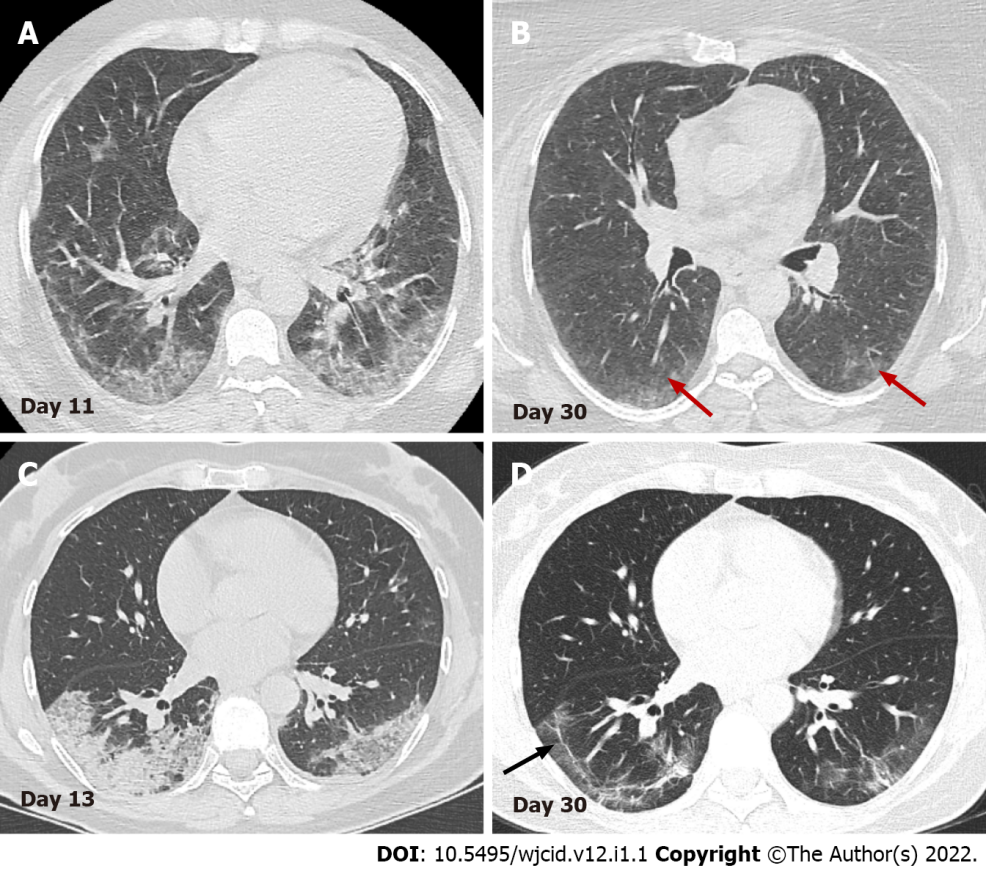 A
B
Day 11
Day 30
C
D
Day 13
Day 30
DOI: 10.5495/wjcid.v12.i1.1 Copyright ©The Author(s) 2022.